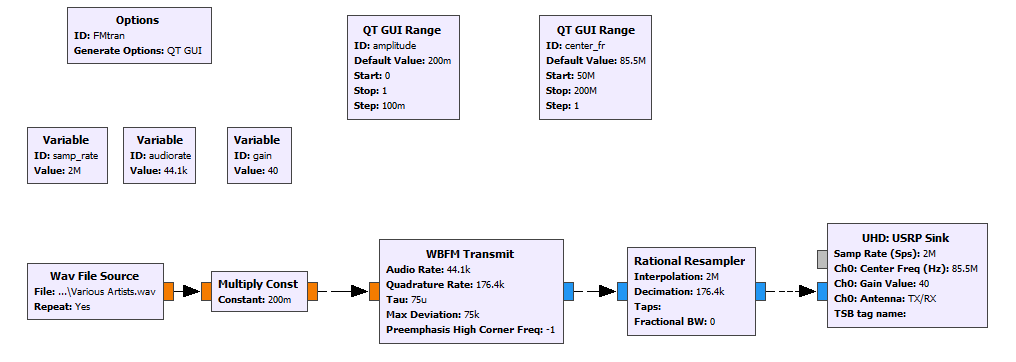 Options
ID: FMtran
Generate Options: QT GUI
QT GUI Range
ID: amplitude
Default Value: 200m
Start: 0
Stop: 1
Step: 100m
QT GUI Range
ID: center_fr
Default Value: 85.5M
Start: 50M
Stop: 200M
Step: 1
Variable
ID: samp_rate
Value: 2M
Variable
ID: audiorate
Value: 44.1k
Variable
ID: gain
Value: 40
Wav File Source
File: ...\Various Artists.wav
Repeat: Yes
Multiply Const
Constant: 200m
WBFM Transmit
Audio Rate: 44.1k
Quadrature Rate: 176.4k
Tau: 75u
Max Deviation: 75k
Preemphasis High Corner Freq: -1
Rational Resampler
Interpolation: 2M
Decimation: 176.4k
Taps:
Fractional BW: 0
UHD: USRP Sink
Samp Rate (Sps): 2M
Ch0: Center Freq (Hz): 85.5M
Ch0: Gain Value: 40
Ch0: Antenna: TX/RX
TSB tag name: